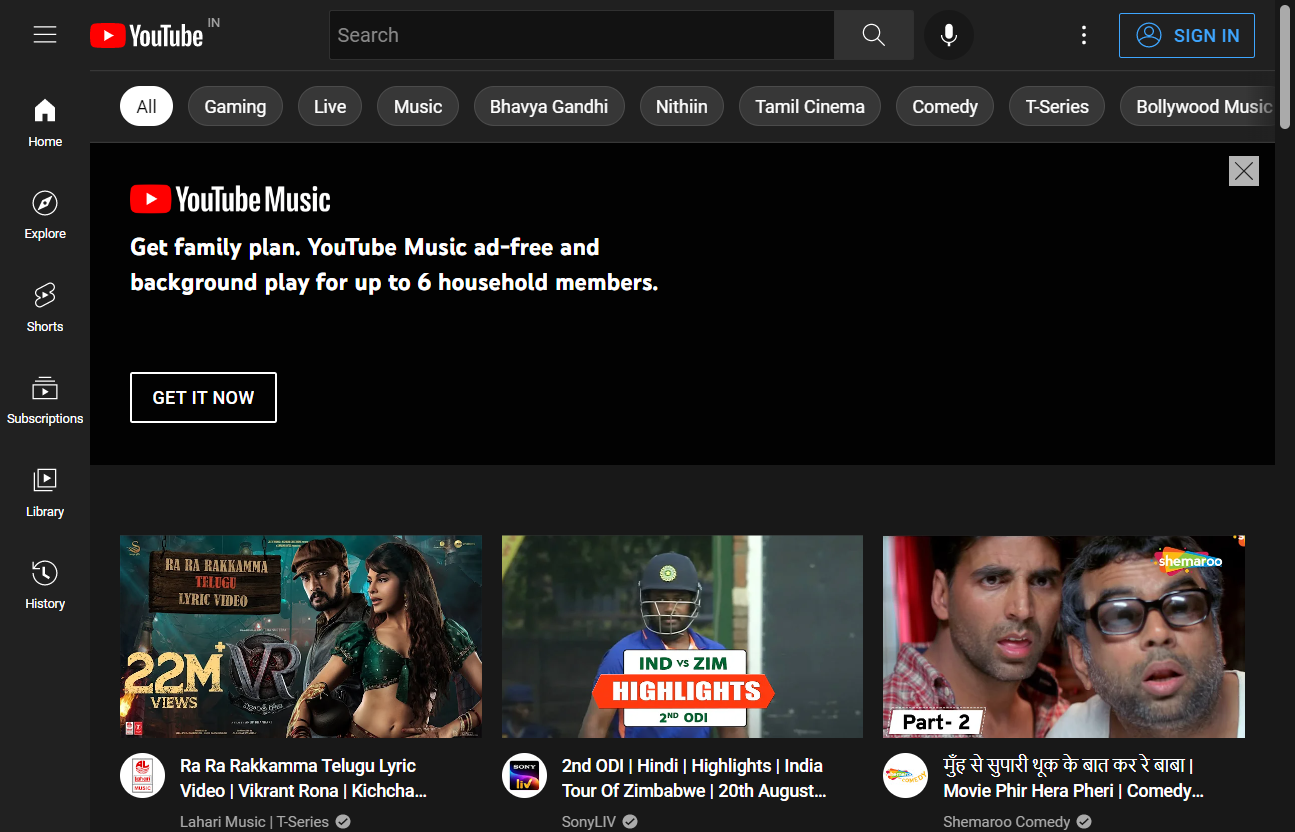 YouTube IN
Search
SIGN IN
All
Gaming
Live
Music
Bhavya Gandhi
Nithiin
Tamil Cinema
Comedy
T-Series
Bollywood Music
Home
Explore
Shorts
Subscriptions
Library
History
YouTube Music
Get family plan. YouTube Music ad-free and
background play for up to 6 household members.
GET IT NOW
RA RA RAKKAMMA
TELUGU
LYRIC VIDEO
22M+
VIEWS
VR
IND VS ZIM
HIGHLIGHTS
2ND ODI
shemaroo
Part- 2
lahari
MUSIC
Ra Ra Rakkamma Telugu Lyric
Video | Vikrant Rona | Kichcha...
Lahari Music | T-Series
SONY
liv
2nd ODI | Hindi | Highlights | India
Tour Of Zimbabwe | 20th August...
SonyLIV
मुँह से सुपारी थूक के बात कर रे बाबा |
Movie Phir Hera Pheri | Comedy...
Shemaroo Comedy